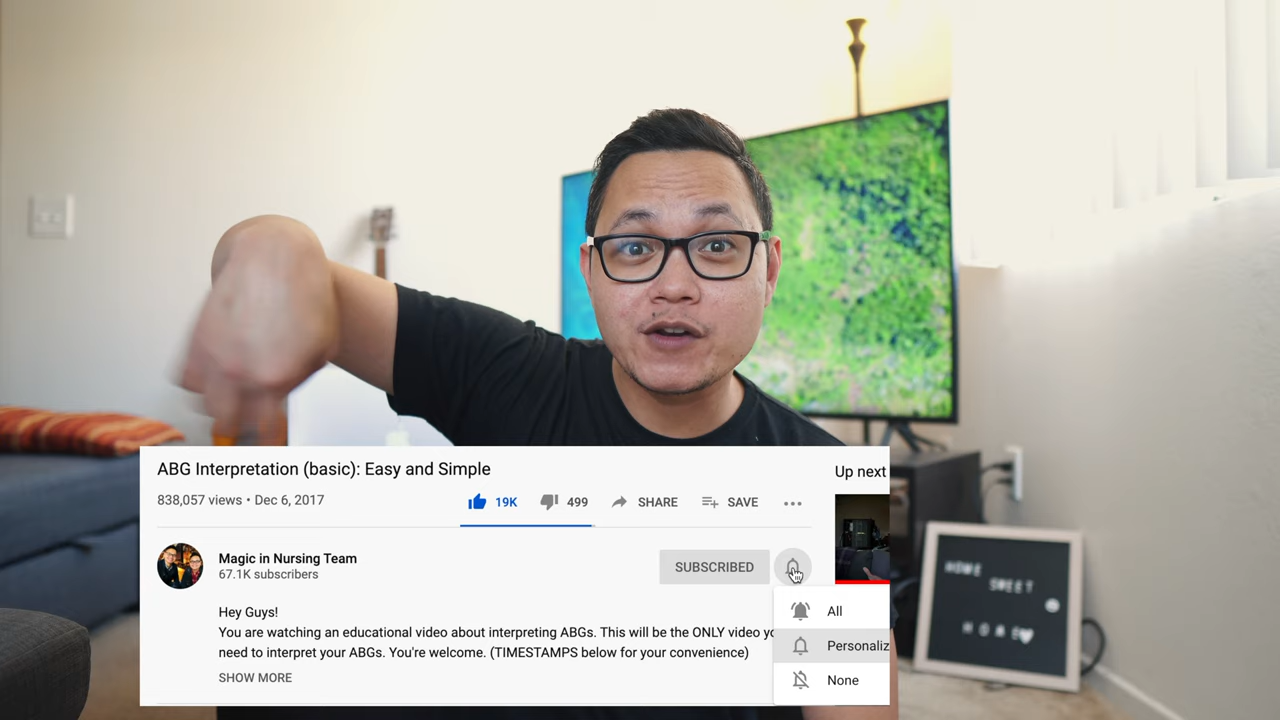 ABG Interpretation (basic): Easy and Simple
838,057 views • Dec 6, 2017
19K 499 SHARE SAVE
Up next
Magic in Nursing Team
67.1K subscribers
SUBSCRIBED
Hey Guys!
You are watching an educational video about interpreting ABGs. This will be the ONLY video
need to interpret your ABGs. You're welcome. (TIMESTAMPS below for your convenience)
SHOW MORE
All
Personaliz
None
HOME
SWEET
HOME